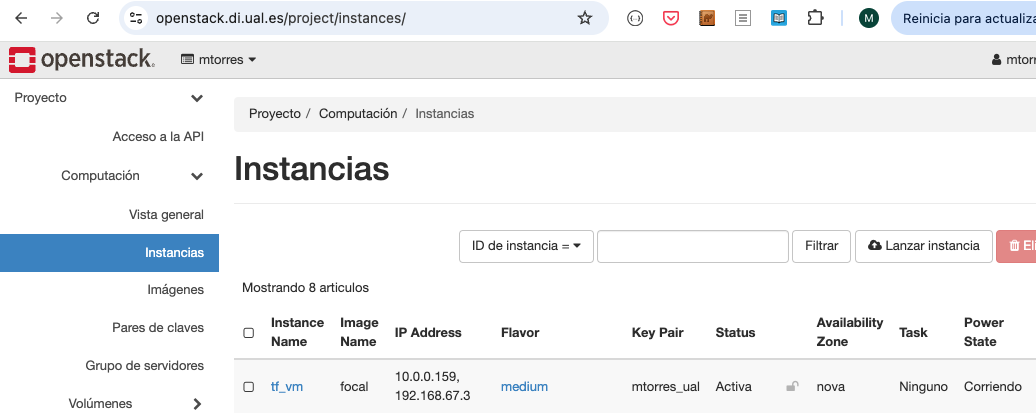 openstack.di.ual.es/project/instances/
M
Reinicia para actualiza
openstack.
mtorres
mtorr
Proyecto
Acceso a la API
Computación
Vista general
Instancias
Imágenes
Pares de claves
Grupo de servidores
Volúmenes
Proyecto / Computación / Instancias
Instancias
ID de instancia =
Filtrar
Lanzar instancia
Eli
Mostrando 8 articulos
Instance Name
Image Name
IP Address
Flavor
Key Pair
Status
Availability Zone
Task
Power State
tf_vm
focal
10.0.0.159,
192.168.67.3
medium
mtorres_ual
Activa
nova
Ninguno
Corriendo